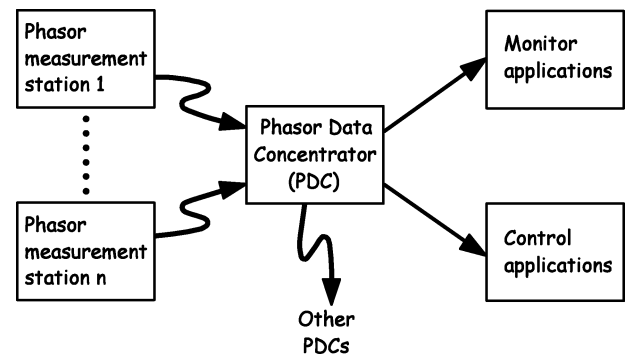 Phasor
measurement
station 1
Monitor
applications
Phasor Data
Concentrator
(PDC)
Phasor
measurement
station n
Control
applications
Other
PDCs